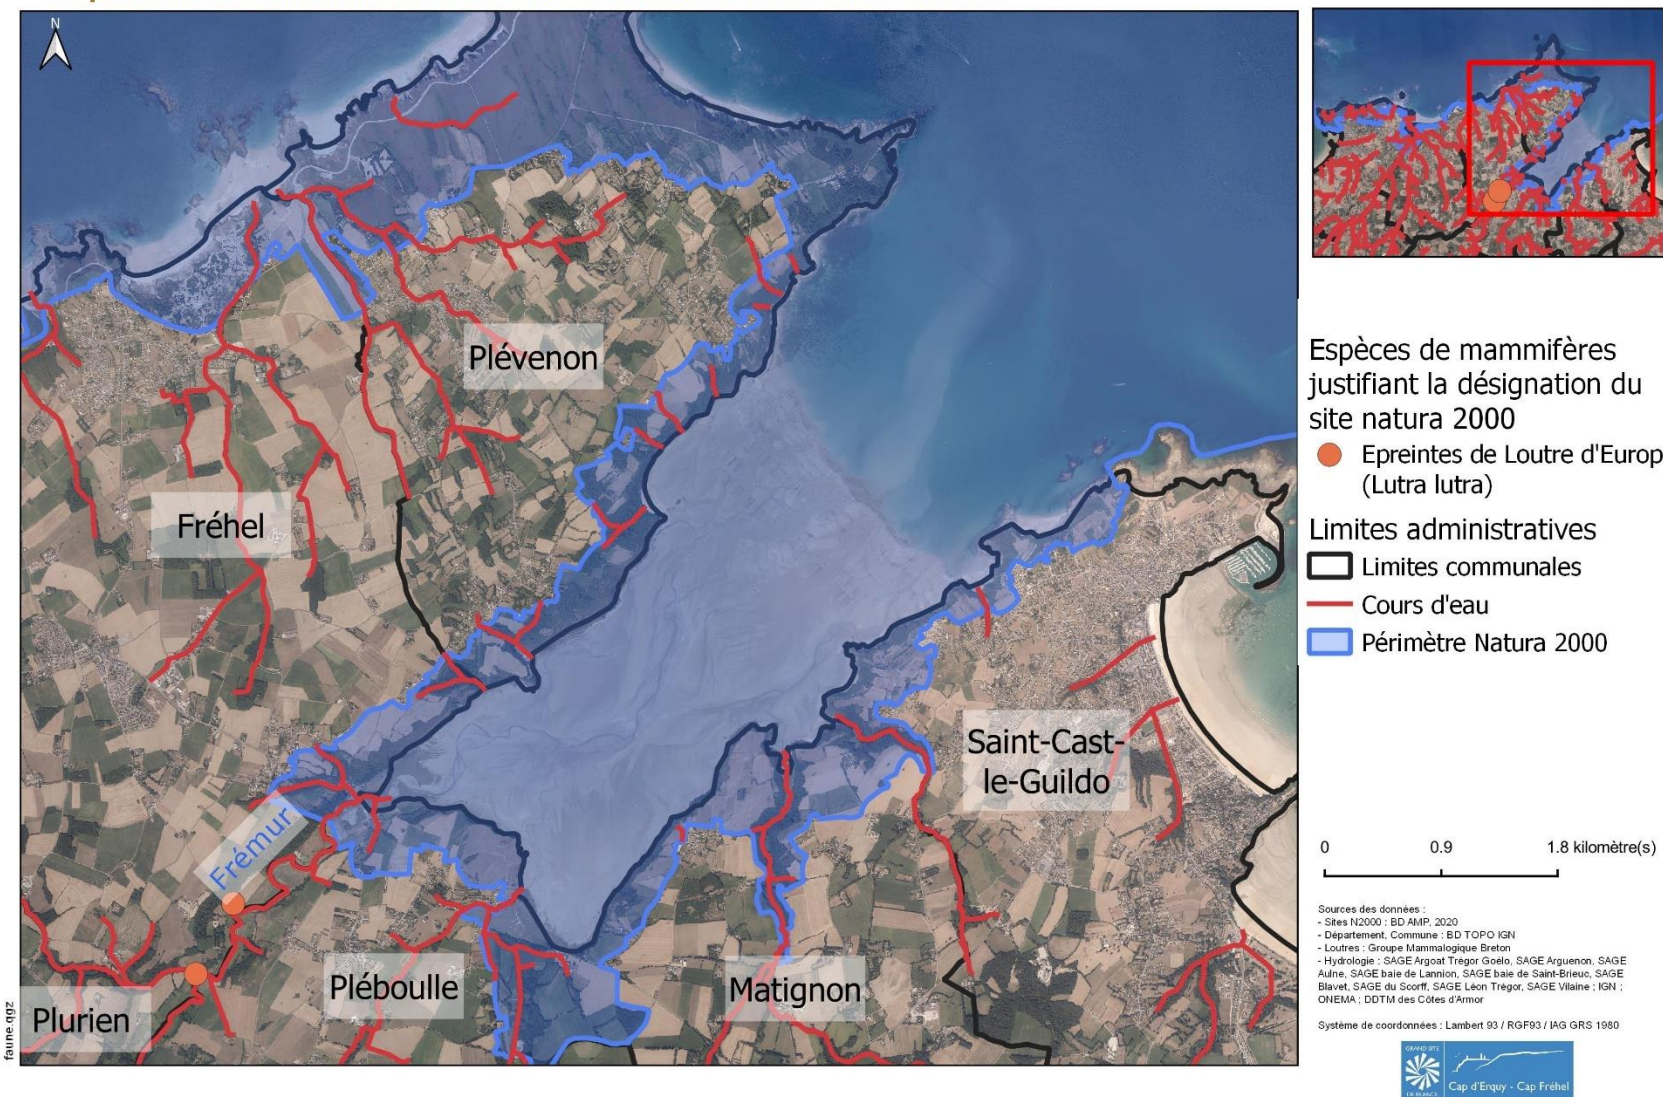 N
Plévenon
Fréhel
Saint-Cast-
le-Guildo
Frémur
Pléboulle
Matignon
Plurien
faune.qgz
Espèces de mammifères
justifiant la désignation du
site natura 2000
Epreintes de Loutre d'Europ
(Lutra lutra)
Limites administratives
Limites communales
Cours d'eau
Périmètre Natura 2000
0 0.9 1.8 kilomètre(s)
Sources des données :
- Sites N2000 : BD AMP, 2020
- Département, Commune : BD TOPO IGN
- Loutres : Groupe Mammalogique Breton
- Hydrologie : SAGE Argoat Trégor Goëlo, SAGE Arguenon, SAGE
Aulne, SAGE baie de Lannion, SAGE baie de Saint-Brieuc, SAGE
Blavet, SAGE du Scorff, SAGE Léon Trégor, SAGE Vilaine ; IGN ;
ONEMA ; DDTM des Côtes d'Armor
Système de coordonnées : Lambert 93 / RGF93 / IAG GRS 1980
GRAND SITE
DE FRANCE
Cap d'Erquy - Cap Fréhel